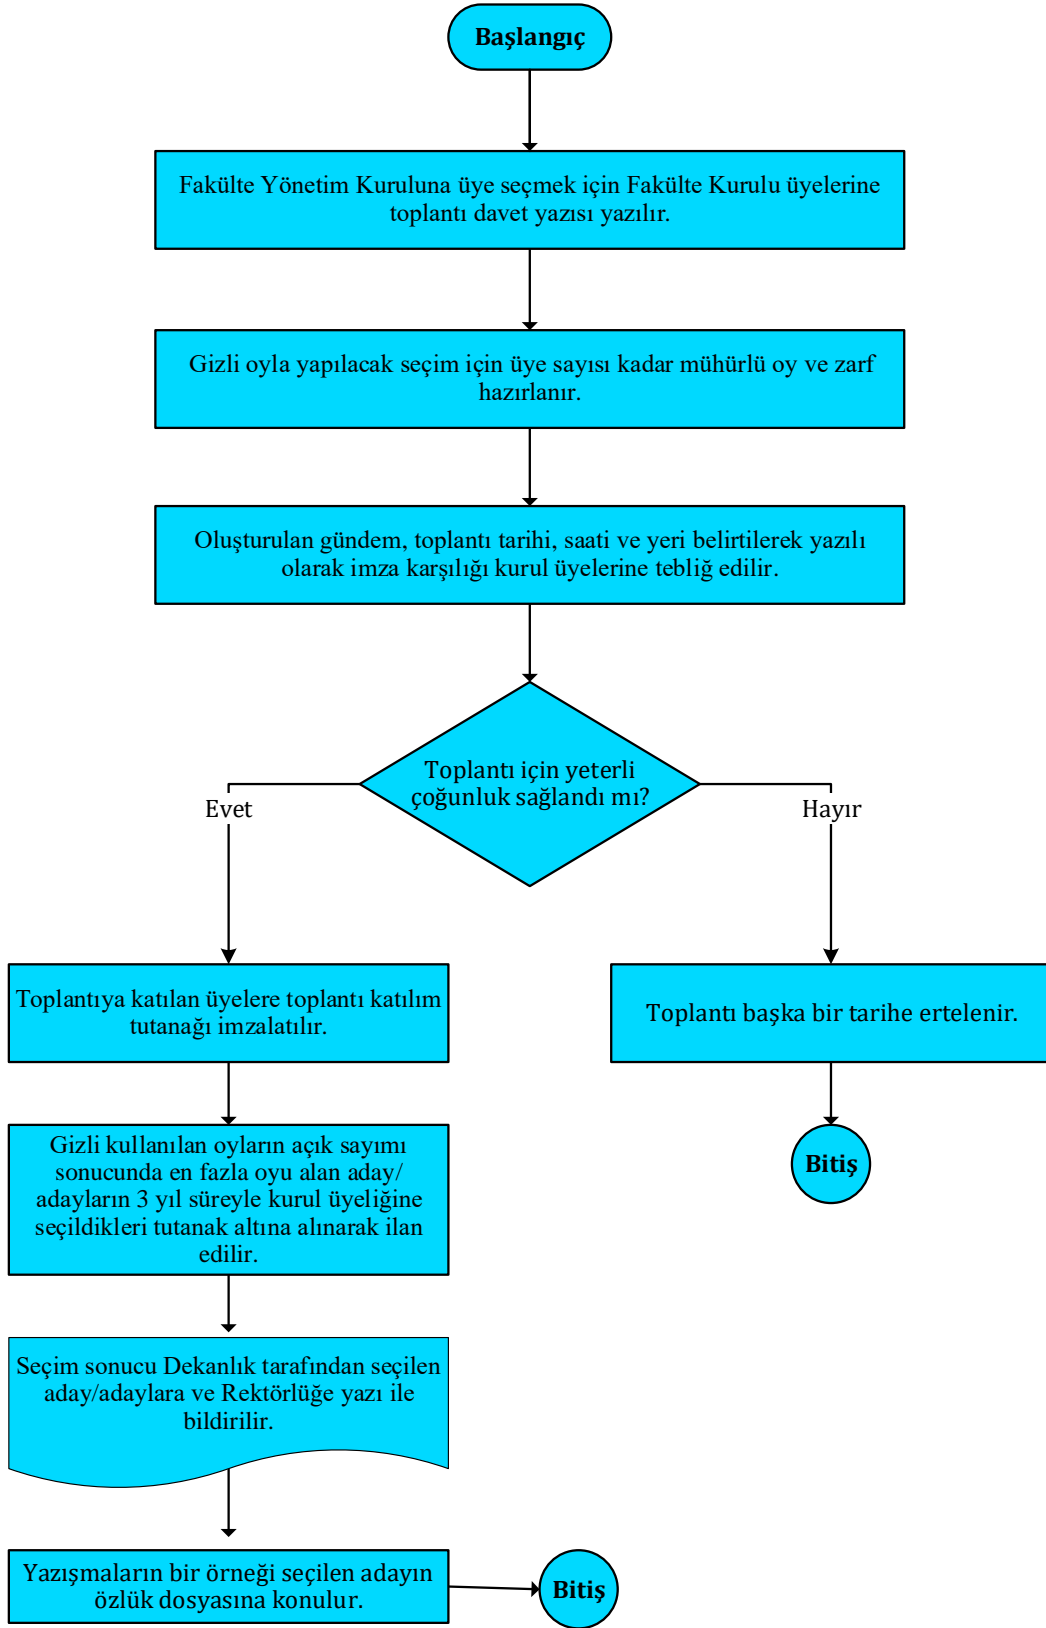 Başlangıç
Fakülte Yönetim Kuruluna üye seçmek için Fakülte Kurulu üyelerine
toplantı davet yazısı yazılır.
Gizli oyla yapılacak seçim için üye sayısı kadar mühürlü oy ve zarf
hazırlanır.
Oluşturulan gündem, toplantı tarihi, saati ve yeri belirtilerek yazılı
olarak imza karşılığı kurul üyelerine tebliğ edilir.
Toplantı için yeterli
çoğunluk sağlandı mı?
Evet
Hayır
Toplantıya katılan üyelere toplantı katılım
tutanağı imzalatılır.
Toplantı başka bir tarihe ertelenir.
Gizli kullanılan oyların açık sayımı
sonucunda en fazla oyu alan aday/
adayların 3 yıl süreyle kurul üyeliğine
seçildikleri tutanak altına alınarak ilan
edilir.
Bitiş
Seçim sonucu Dekanlık tarafından seçilen
aday/adaylara ve Rektörlüğe yazı ile
bildirilir.
Yazışmaların bir örneği seçilen adayın
özlük dosyasına konulur.
Bitiş